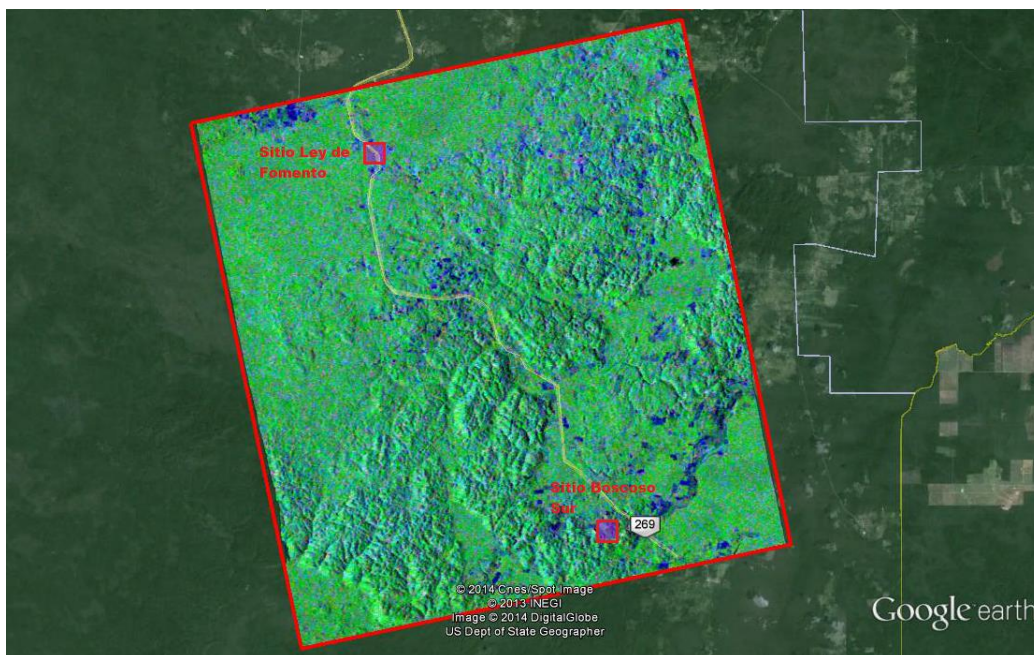 Sitio Ley de
Fomento
Sitio Boscoso
Sur
269
© 2014 Cnes/Spot Image
© 2013 INEGI
Image © 2014 DigitalGlobe
US Dept of State Geographer
Google earth